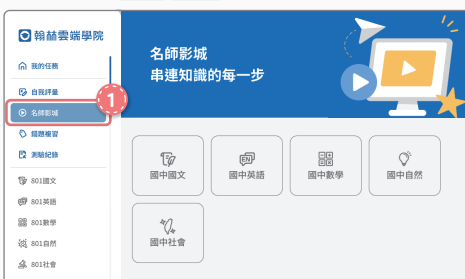 翰林雲端學院
我的任務
自我評量
名師影城
1
錯題複習
測驗紀錄
801國文
801英語
801數學
801自然
801社會
名師影城
串連知識的每一步
國中國文
EN
國中英語
國中數學
國中自然
國中社會